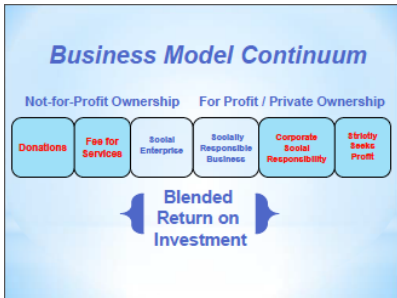 Business Model Continuum
Not-for-Profit Ownership For Profit / Private Ownership
Donations
Fee for
Services
Social
Enterprise
Socially
Responsible
Business
Corporate
Social
Responsibility
Strictly
Seeks
Profit
Blended
Return on
Investment